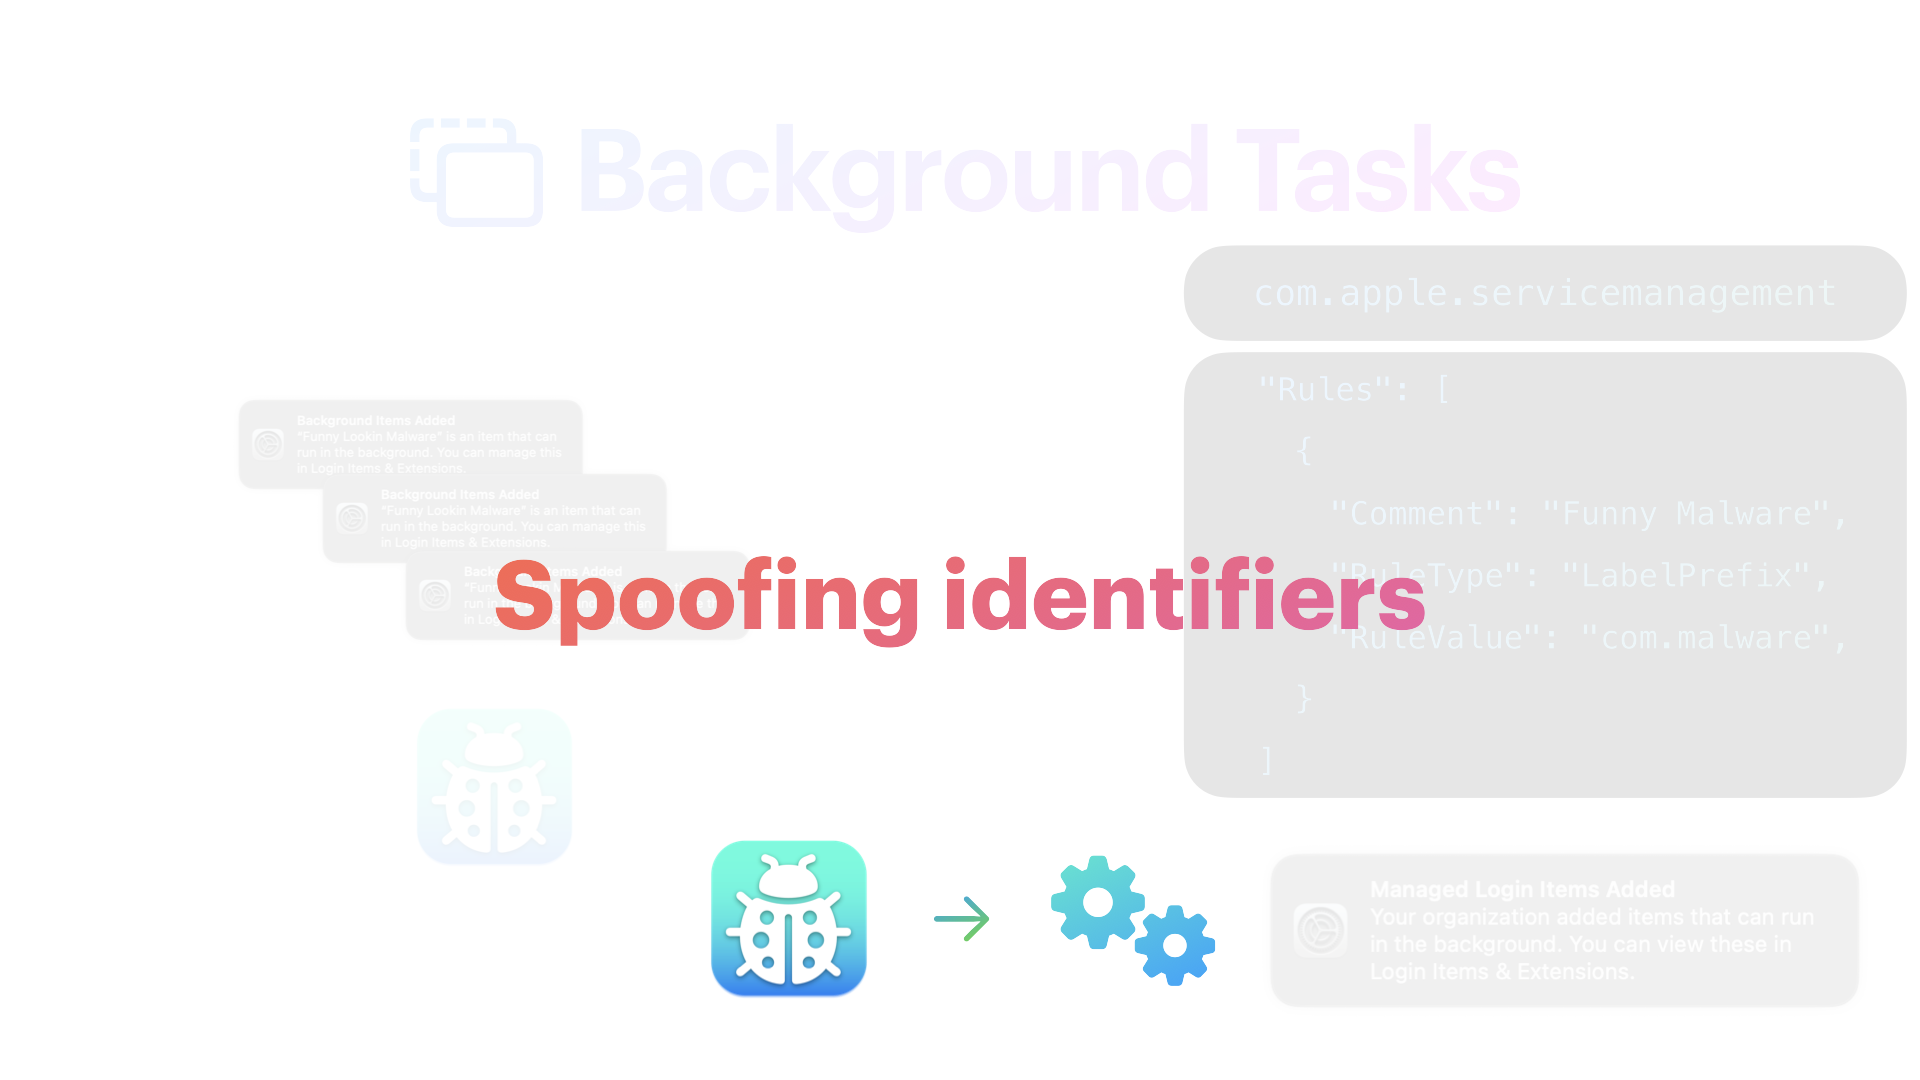 Background Tasks
com.apple.servicemanagement
"Rules": [
{
"Comment": "Funny Malware",
"RuleType": "LabelPrefix",
"RuleValue": "com.malware",
}
]
Background Items Added
"Funny Lookin Malware" is an item that can
run in the background. You can manage this
in Login Items & Extensions.
Background Items Added
"Funny Lookin Malware" is an item that can
run in the background. You can manage this
in Login Items & Extensions.
Spoofing identifiers
Managed Login Items Added
Your organization added items that can run
in the background. You can view these in
Login Items & Extensions.